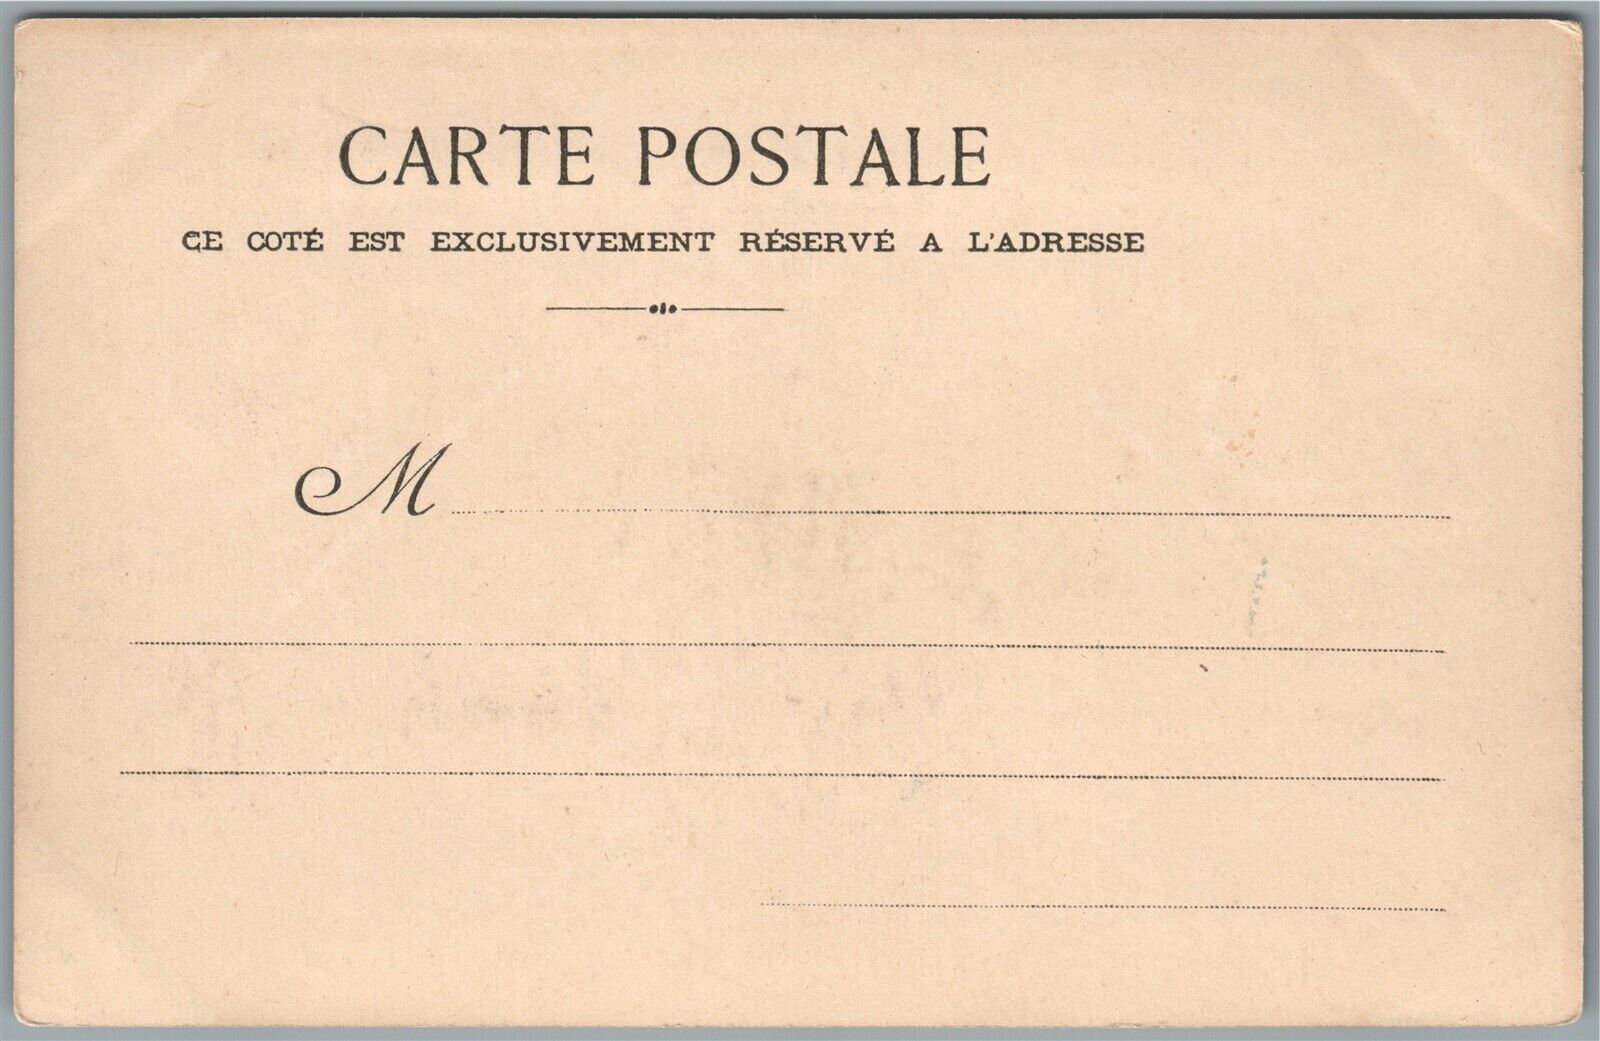 CARTE POSTALE
CE COTÉ EST EXCLUSIVEMENT RÉSERVÉ A L'ADRESSE
M